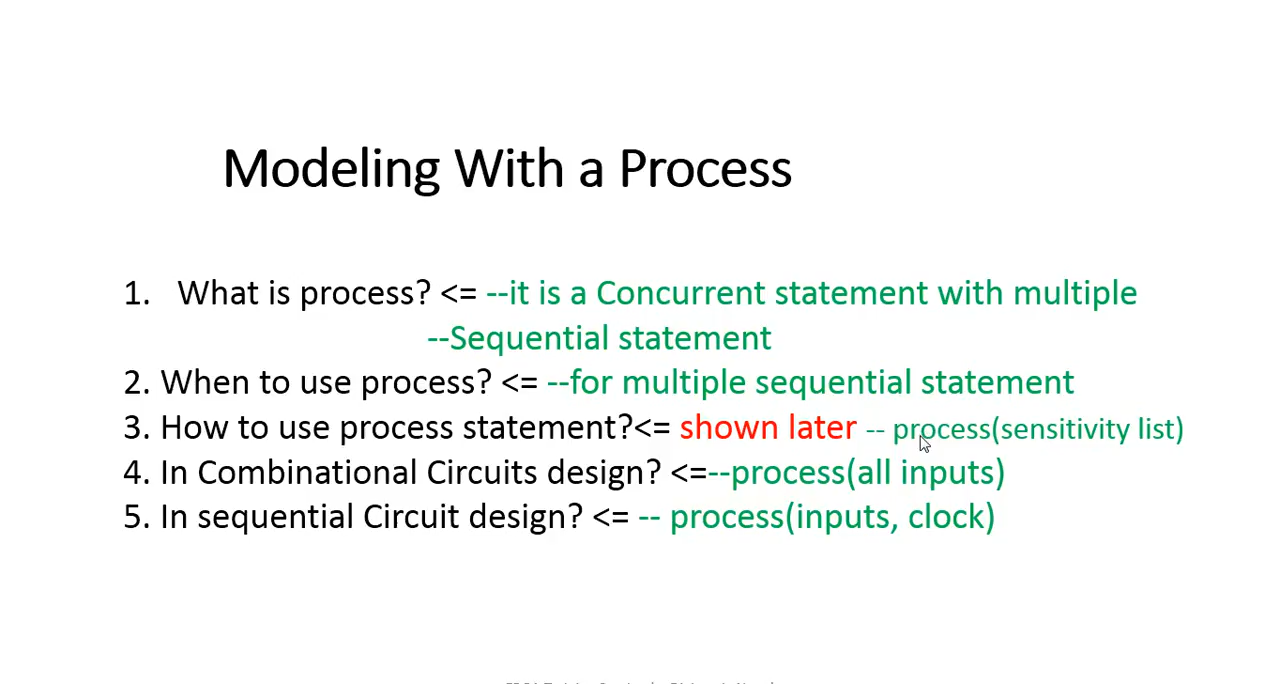 Modeling With a Process
1. What is process? <= --it is a Concurrent statement with multiple
--Sequential statement
2. When to use process? <= --for multiple sequential statement
3. How to use process statement?<= shown later -- process(sensitivity list)
4. In Combinational Circuits design? <=--process(all inputs)
5. In sequential Circuit design? <= -- process(inputs, clock)